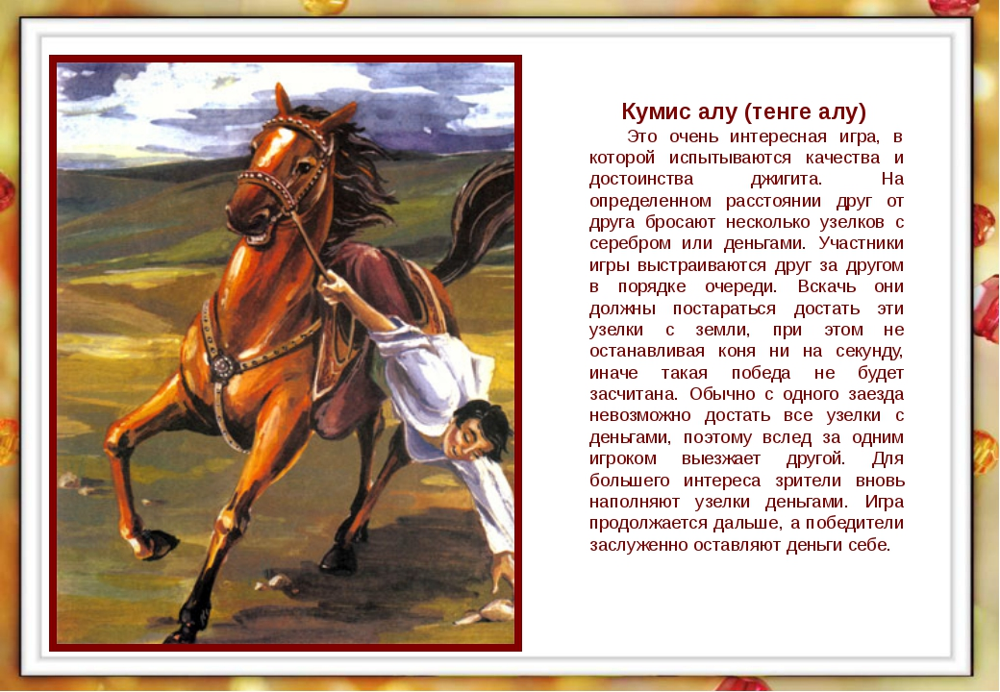 Кумис алу (тенге алу)
Это очень интересная игра, в
которой испытываются качества и
достоинства джигита. На
определенном расстоянии друг от
друга бросают несколько узелков с
серебром или деньгами. Участники
игры выстраиваются друг за другом
в порядке очереди. Вскачь они
должны постараться достать эти
узелки с земли, при этом не
останавливая коня ни на секунду,
иначе такая победа не будет
засчитана. Обычно с одного заезда
невозможно достать все узелки с
деньгами, поэтому вслед за одним
игроком выезжает другой. Для
большего интереса зрители вновь
наполняют узелки деньгами. Игра
продолжается дальше, а победители
заслуженно оставляют деньги себе.